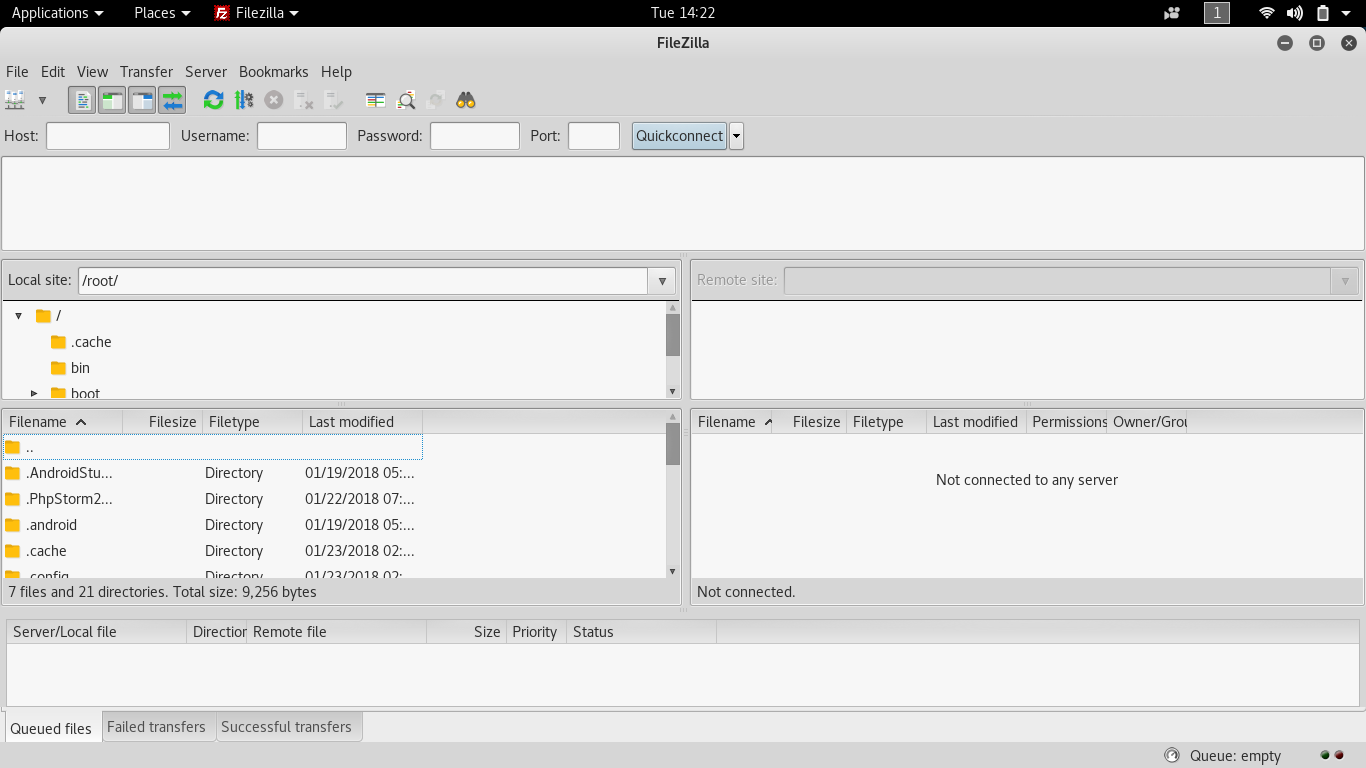 Applications Places Filezilla Tue 14:22 1
FileZilla
File Edit View Transfer Server Bookmarks Help
Host: Username: Password: Port: Quickconnect
Local site: /root/ Remote site:
/
.cache
bin
boot
Filename Filesize Filetype Last modified Filename Filesize Filetype Last modified Permissions Owner/Grou
..
.AndroidStu... Directory 01/19/2018 05:...
.PhpStorm2... Directory 01/22/2018 07:... Not connected to any server
.android Directory 01/19/2018 05:...
.cache Directory 01/23/2018 02:...
.config Directory 01/23/2018 02:
7 files and 21 directories. Total size: 9,256 bytes Not connected.
Server/Local file Direction Remote file Size Priority Status
Queued files Failed transfers Successful transfers
Queue: empty